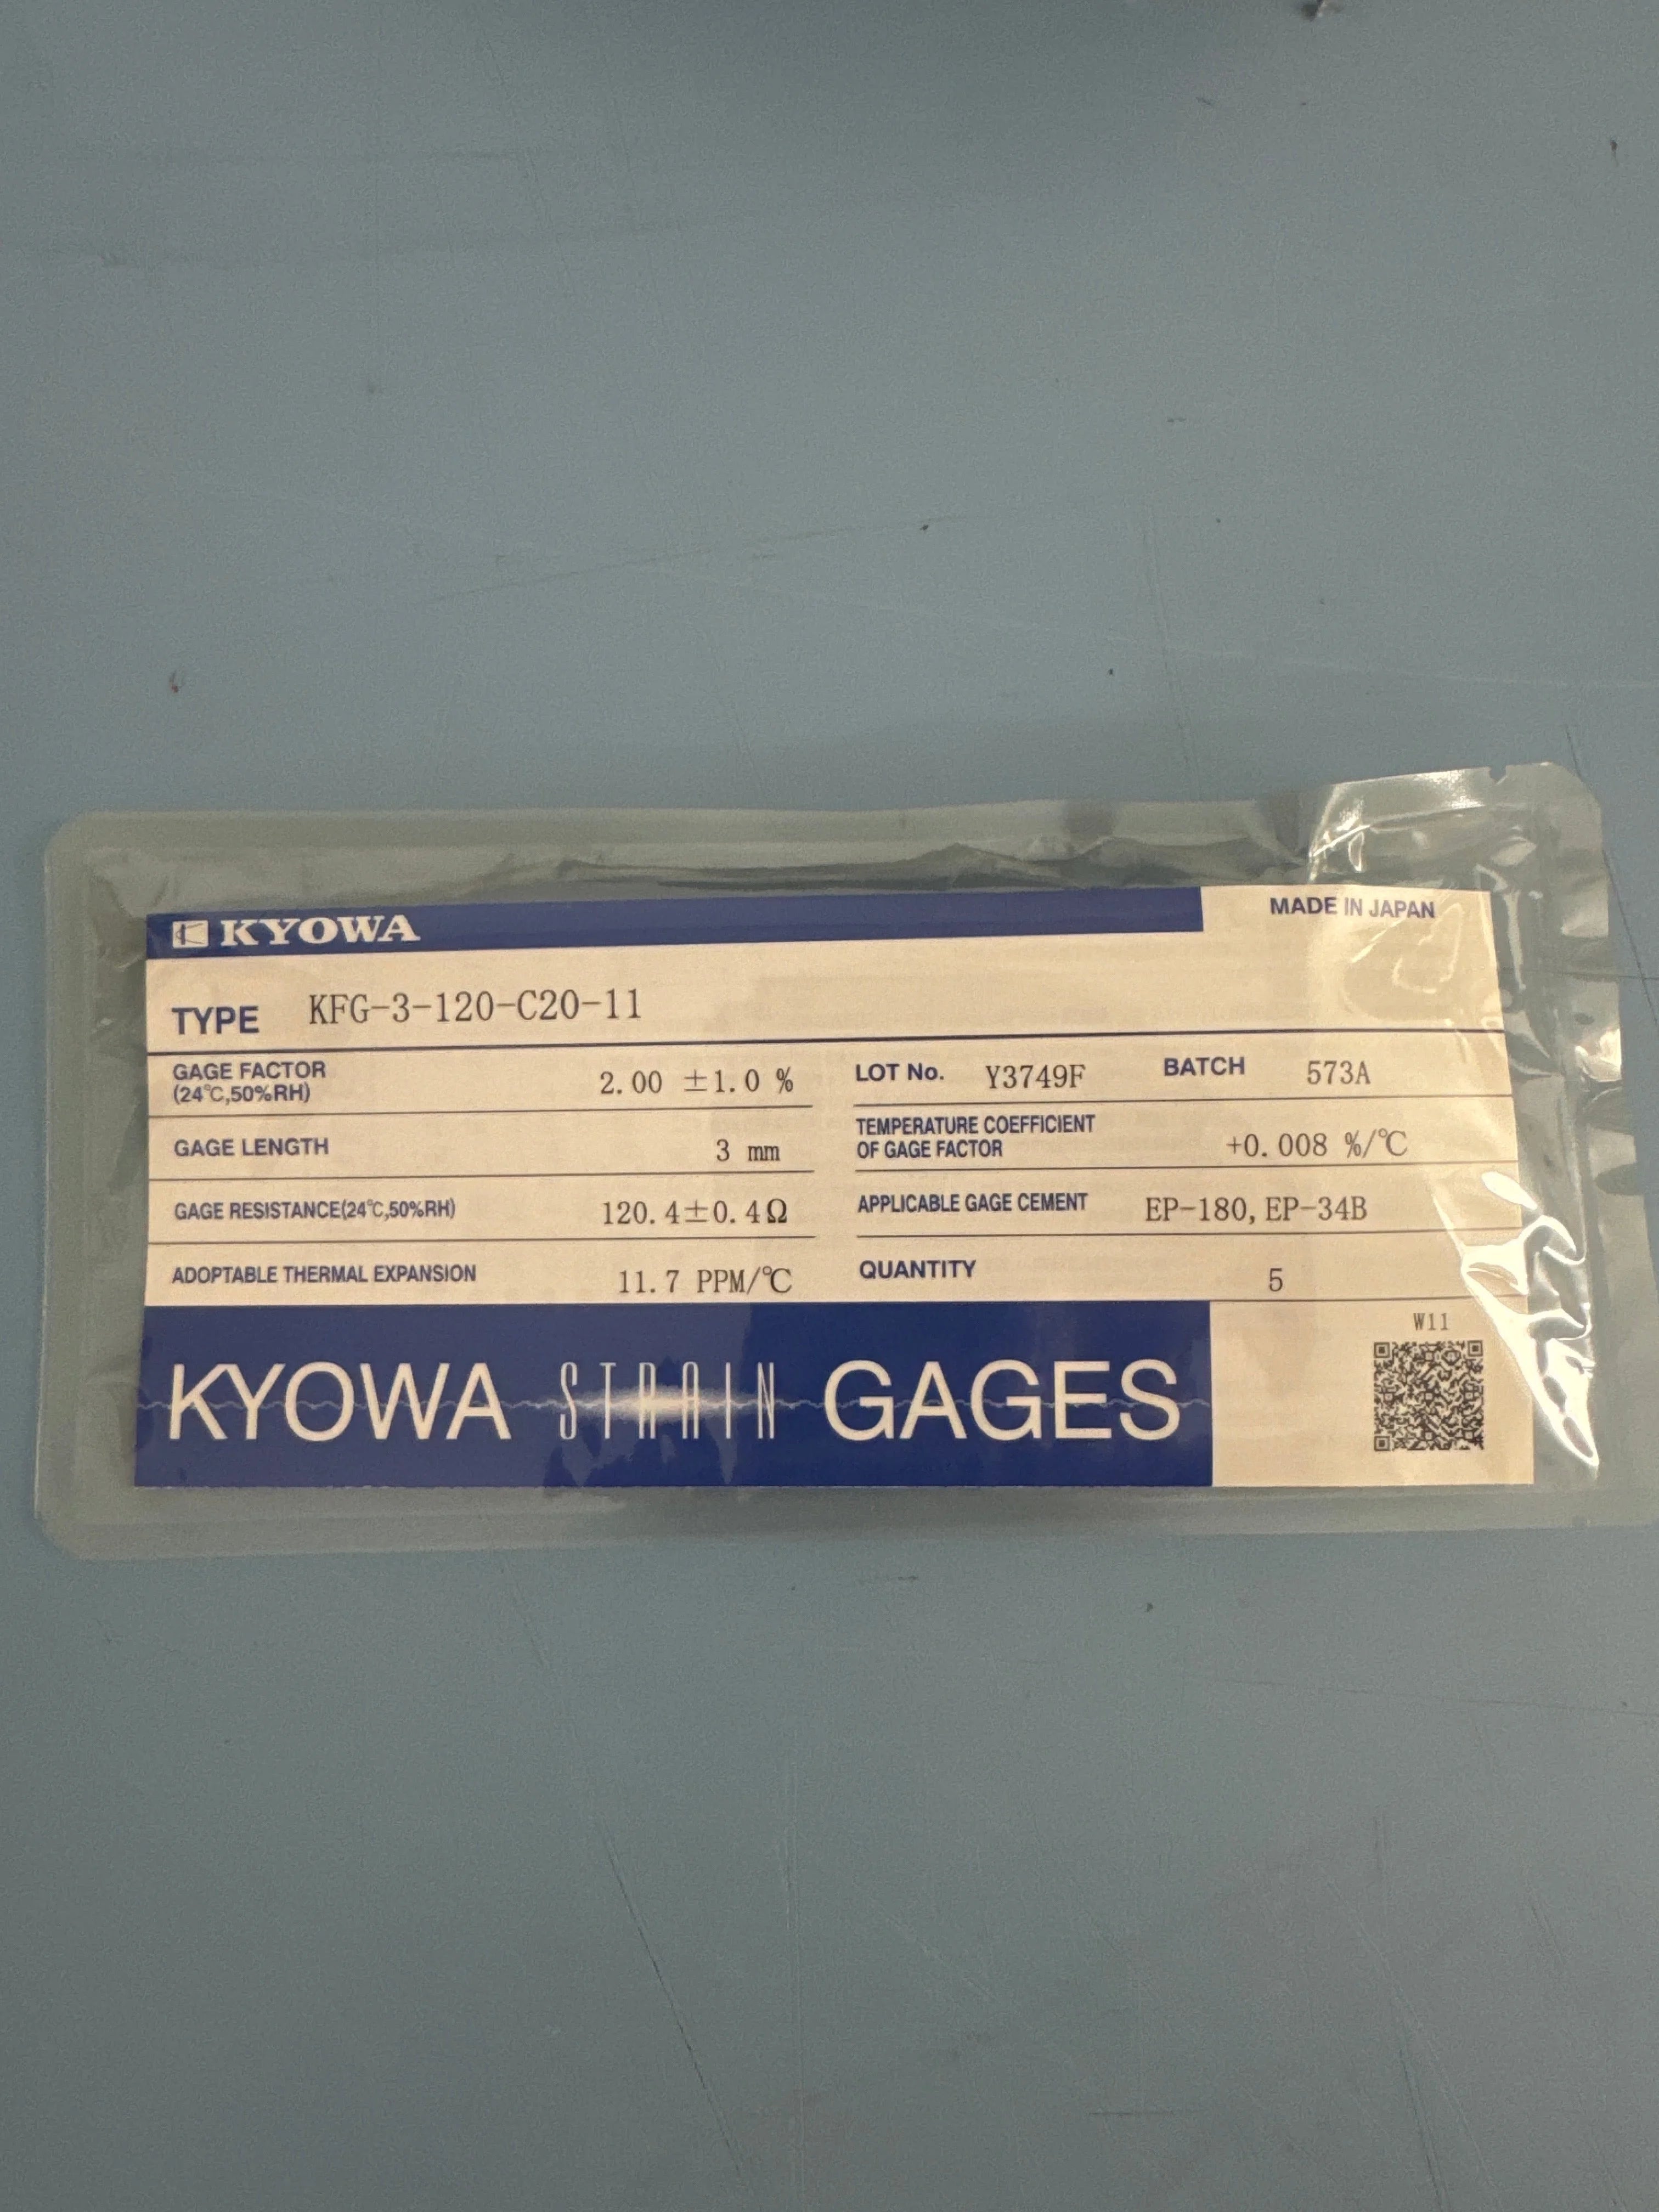 KYOWA
MADE IN JAPAN
TYPE KFG-3-120-C20-11
GAGE FACTOR
(24℃,50%RH) 2.00 ±1.0 %
GAGE LENGTH 3 mm
GAGE RESISTANCE(24℃,50%RH) 120.4±0.4Ω
ADOPTABLE THERMAL EXPANSION 11.7 PPM/℃
LOT No. Y3749F BATCH 573A
TEMPERATURE COEFFICIENT
OF GAGE FACTOR +0.008 %/℃
APPLICABLE GAGE CEMENT EP-180, EP-34B
QUANTITY 5
KYOWA STRAIN GAGES
W11